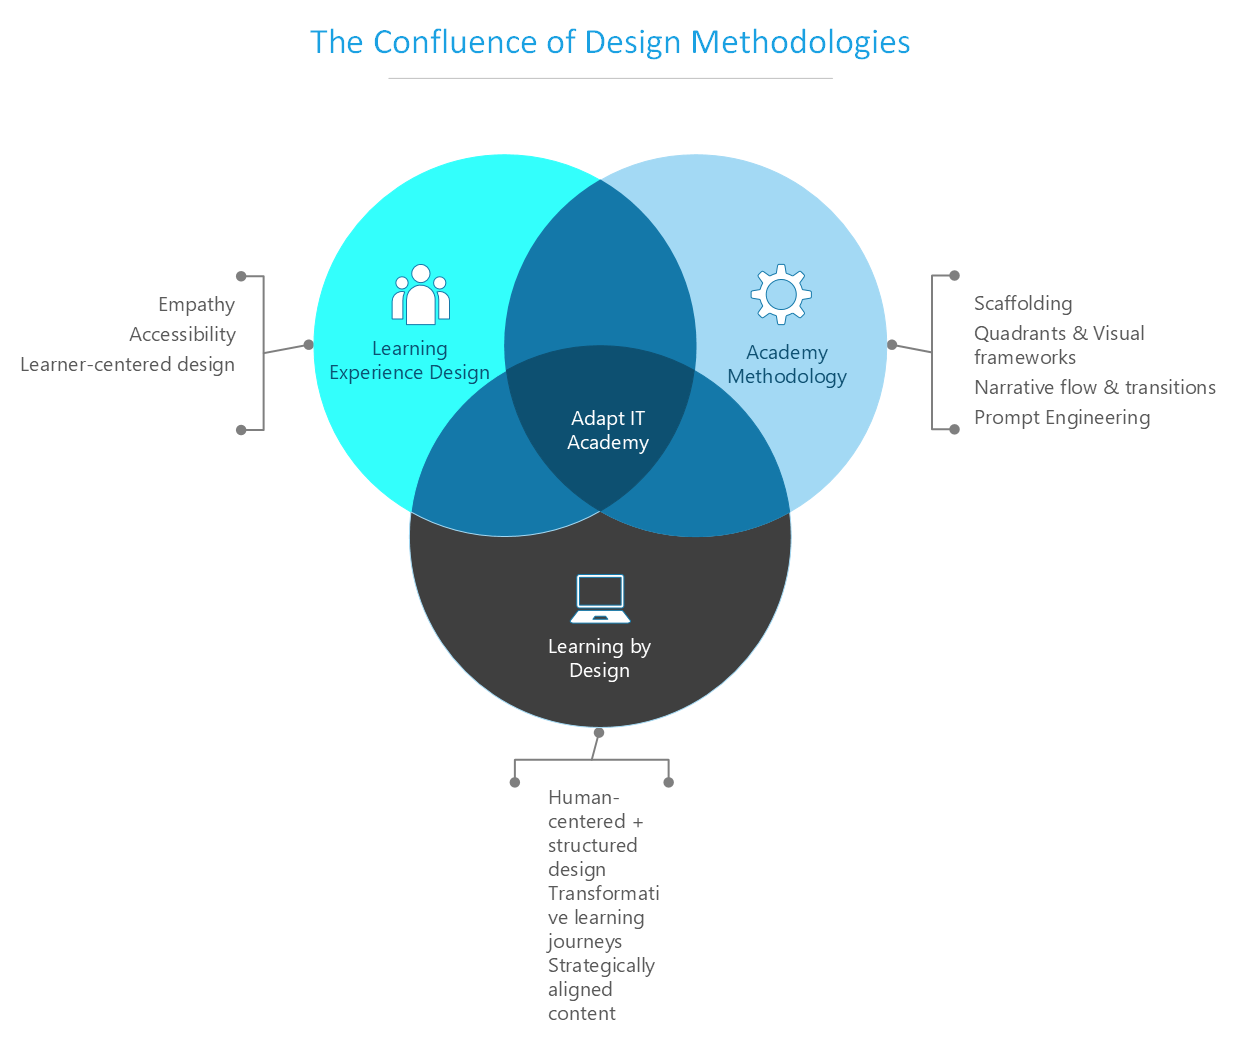 The Confluence of Design Methodologies
Empathy
Accessibility
Learner-centered design
Learning
Experience Design
Academy
Methodology
Scaffolding
Quadrants & Visual
frameworks
Narrative flow & transitions
Prompt Engineering
Adapt IT
Academy
Learning by
Design
Human-
centered +
structured
design
Transformati
ve learning
journeys
Strategically
aligned
content